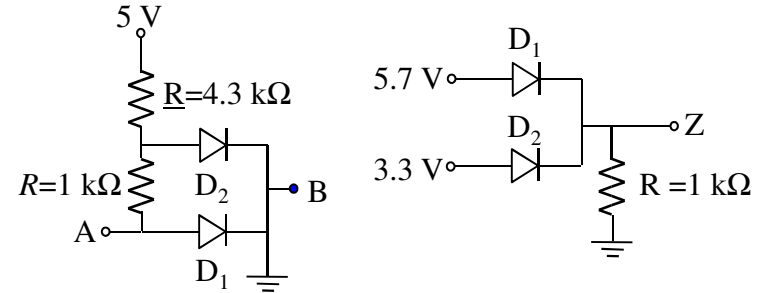 5 V
R=4.3 kΩ
R=1 kΩ
D₂
B
A
D₁
D₁
5.7 V
D₂
Z
3.3 V
R =1 kΩ